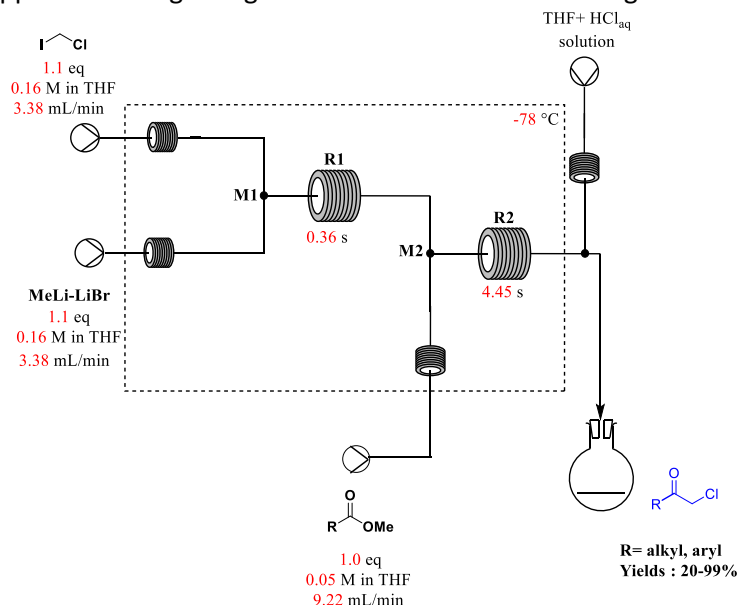 THF+ HClaq
solution
I Cl
1.1 eq
0.16 M in THF
3.38 mL/min
-78 °C
R1
M1
0.36 s
R2
M2
4.45 s
MeLi-LiBr
1.1 eq
0.16 M in THF
3.38 mL/min
O
R OMe
1.0 eq
0.05 M in THF
9.22 mL/min
O
R Cl
R= alkyl, aryl
Yields : 20-99%